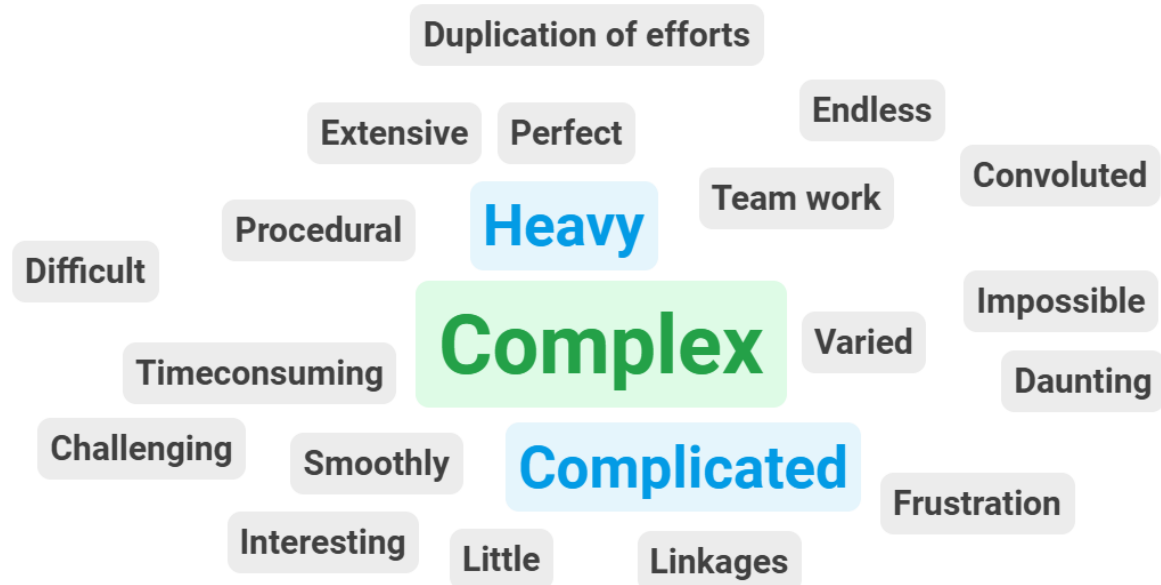 Duplication of efforts
Endless
Extensive
Perfect
Convoluted
Team work
Heavy
Procedural
Difficult
Impossible
Complex
Varied
Timeconsuming
Daunting
Challenging
Smoothly
Complicated
Frustration
Interesting
Little
Linkages